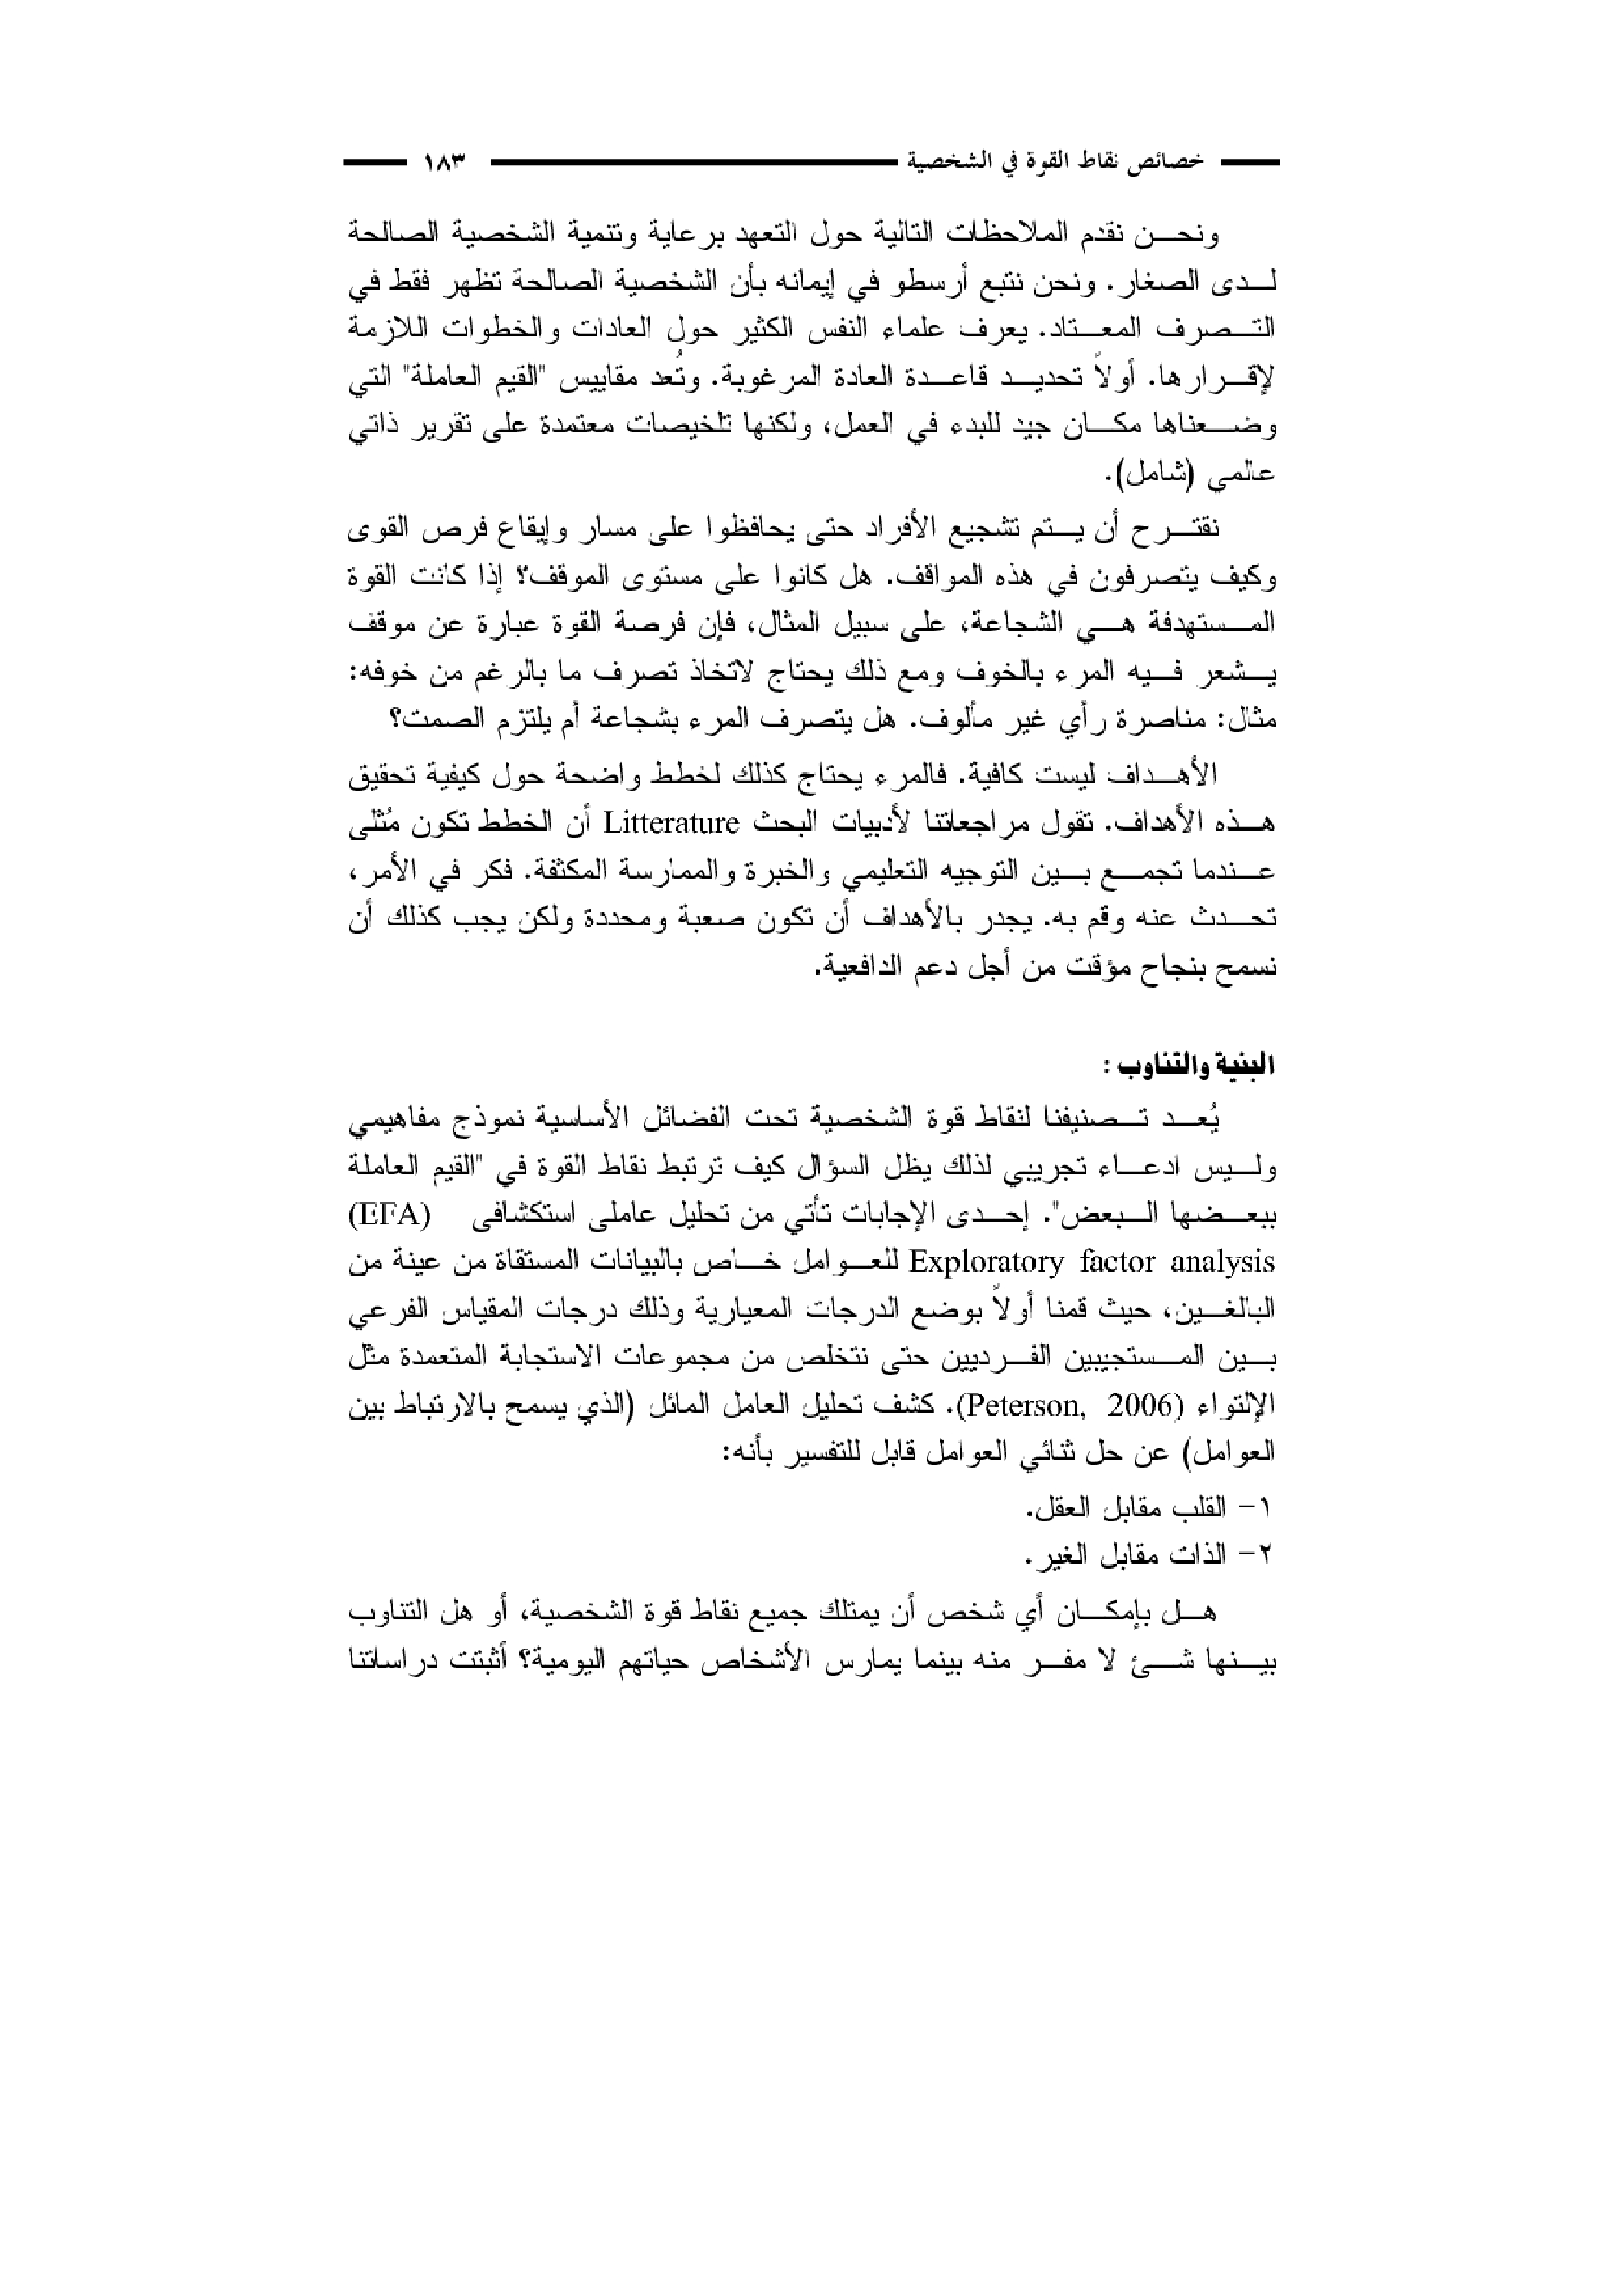 خصائص نقاط القوة في الشخصية ١٨٣
ونحن نقدم الملاحظات التالية حول التعهد برعاية وتنمية الشخصية الصالحة
لدى الصغار. ونحن نتبع أرسطو في إيمانه بأن الشخصية الصالحة تظهر فقط في
التصرف المعتاد. يعرف علماء النفس الكثير حول العادات والخطوات اللازمة
لإقرارها. أولاً تحديد قاعدة العادة المرغوبة. وتُعد مقاييس "القيم العاملة" التي
وضعناها مكان جيد للبدء في العمل، ولكنها تلخيصات معتمدة على تقرير ذاتي
عالمي (شامل).
نقترح أن يتم تشجيع الأفراد حتى يحافظوا على مسار وإيقاع فرص القوى
وكيف يتصرفون في هذه المواقف. هل كانوا على مستوى الموقف؟ إذا كانت القوة
المستهدفة هي الشجاعة، على سبيل المثال، فإن فرصة القوة عبارة عن موقف
يشعر فيه المرء بالخوف ومع ذلك يحتاج لاتخاذ تصرف ما بالرغم من خوفه:
مثال: مناصرة رأي غير مألوف. هل يتصرف المرء بشجاعة أم يلتزم الصمت؟
الأهداف ليست كافية. فالمرء يحتاج كذلك لخطط واضحة حول كيفية تحقيق
هذه الأهداف. تقول مراجعاتنا لأدبيات البحث Litterature أن الخطط تكون مُثلى
عندما تجمع بين التوجيه التعليمي والخبرة والممارسة المكثفة. فكر في الأمر،
تحدث عنه وقم به. يجدر بالأهداف أن تكون صعبة ومحددة ولكن يجب كذلك أن
نسمح بنجاح مؤقت من أجل دعم الدافعية.
البنية والتناوب :
يُعد تصنيفنا لنقاط قوة الشخصية تحت الفضائل الأساسية نموذج مفاهيمي
وليس ادعاء تجريبي لذلك يظل السؤال كيف ترتبط نقاط القوة في "القيم العاملة
ببعضها البعض". إحدى الإجابات تأتي من تحليل عاملى استكشافى (EFA)
Exploratory factor analysis للعوامل خاص بالبيانات المستقاة من عينة من
البالغين، حيث قمنا أولاً بوضع الدرجات المعيارية وذلك درجات المقياس الفرعي
بين المستجيبين الفرديين حتى نتخلص من مجموعات الاستجابة المتعمدة مثل
الإلتواء (Peterson, 2006). كشف تحليل العامل المائل (الذي يسمح بالارتباط بين
العوامل) عن حل ثنائي العوامل قابل للتفسير بأنه:
١- القلب مقابل العقل.
٢- الذات مقابل الغير.
هل بإمكان أي شخص أن يمتلك جميع نقاط قوة الشخصية، أو هل التناوب
بينها شئ لا مفر منه بينما يمارس الأشخاص حياتهم اليومية؟ أثبتت دراساتنا